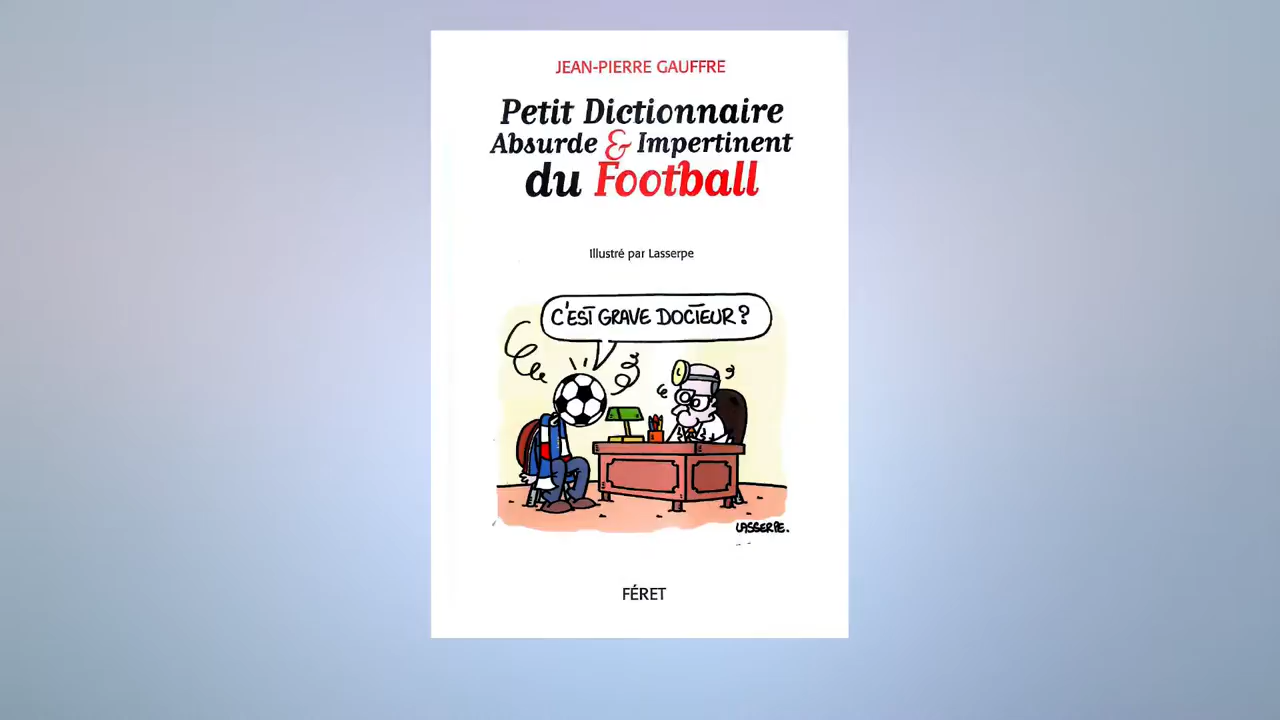 JEAN-PIERRE GAUFFRE
Petit Dictionnaire
Absurde & Impertinent
du Football
Illustré par Lasserpe
C'EST GRAVE DOCTEUR ?
LASSERPE.
FÉRET